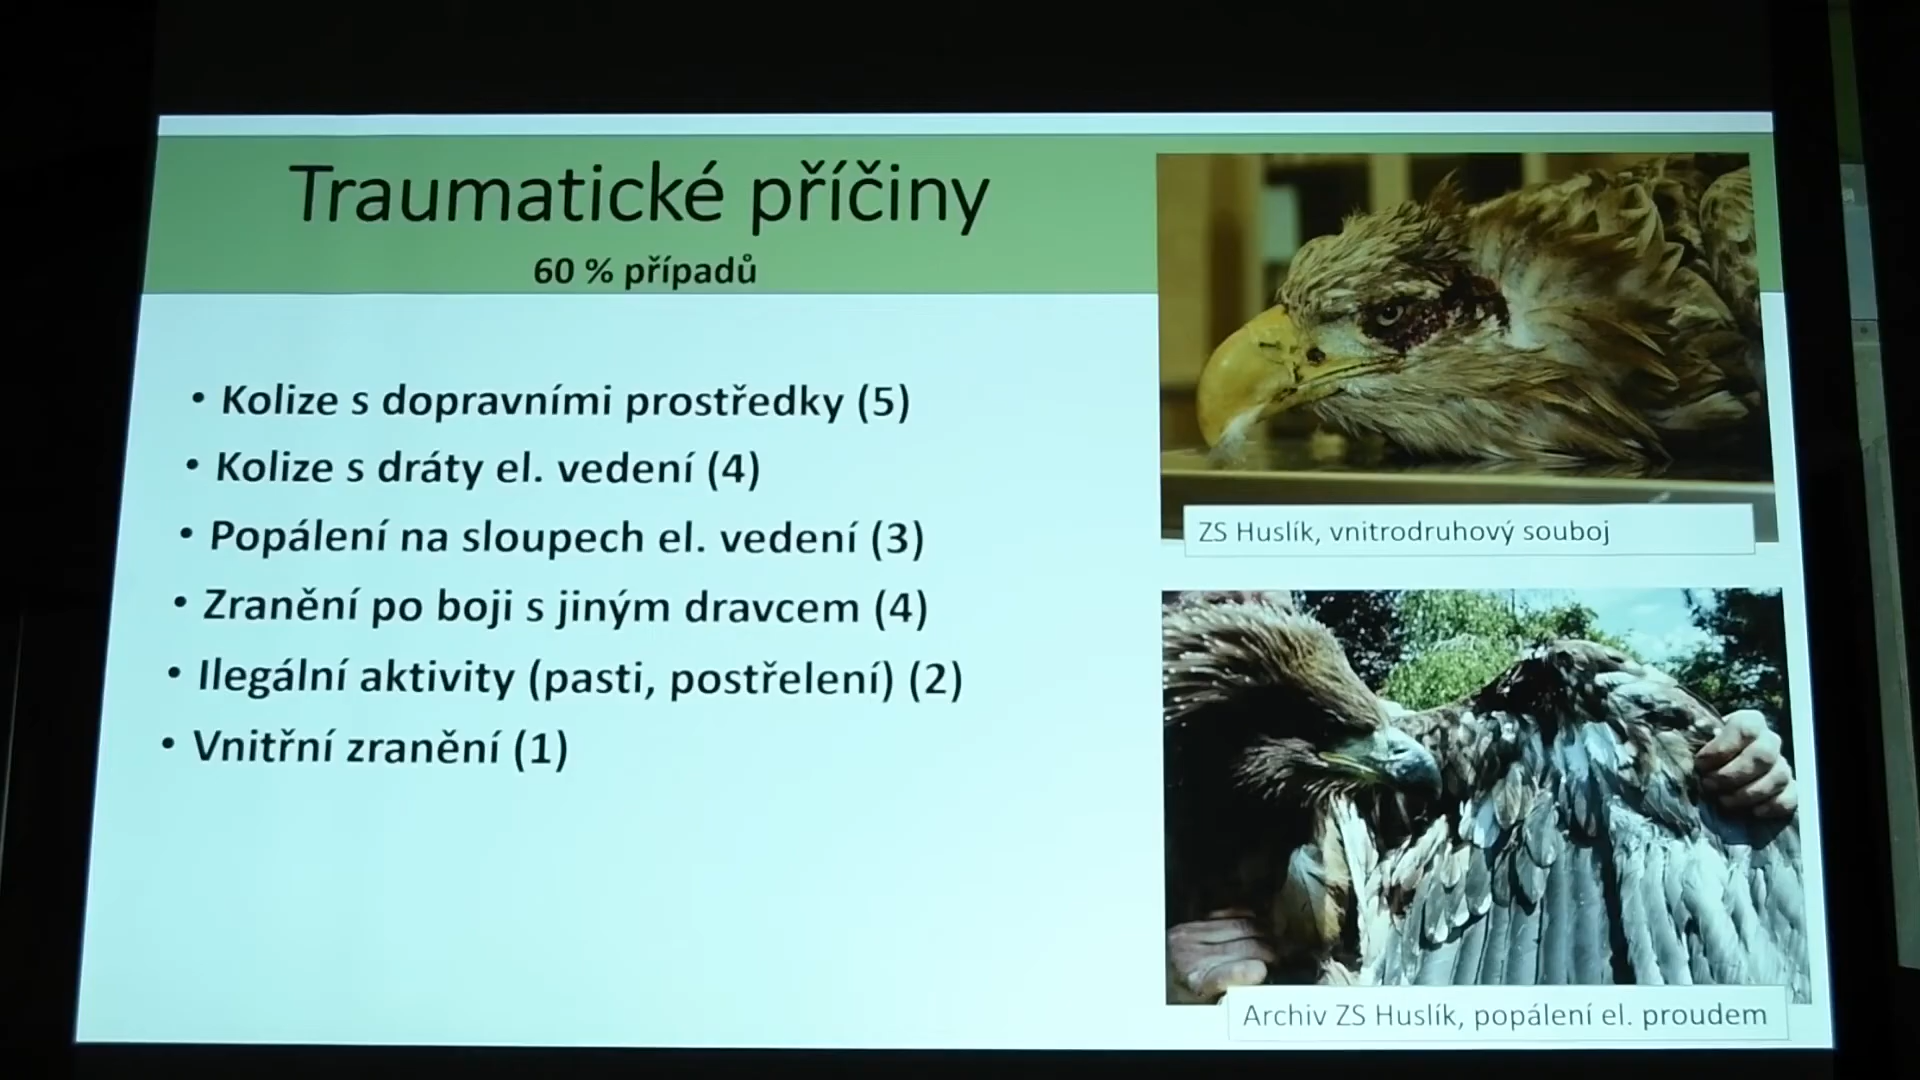 Traumatické příčiny
60 % případů
• Kolize s dopravními prostředky (5)
• Kolize s dráty el. vedení (4)
• Popálení na sloupech el. vedení (3)
• Zranění po boji s jiným dravcem (4)
• Ilegální aktivity (pasti, postřelení) (2)
• Vnitřní zranění (1)
ZS Huslík, vnitrodruhový souboj
Archiv ZS Huslík, popálení el. proudem